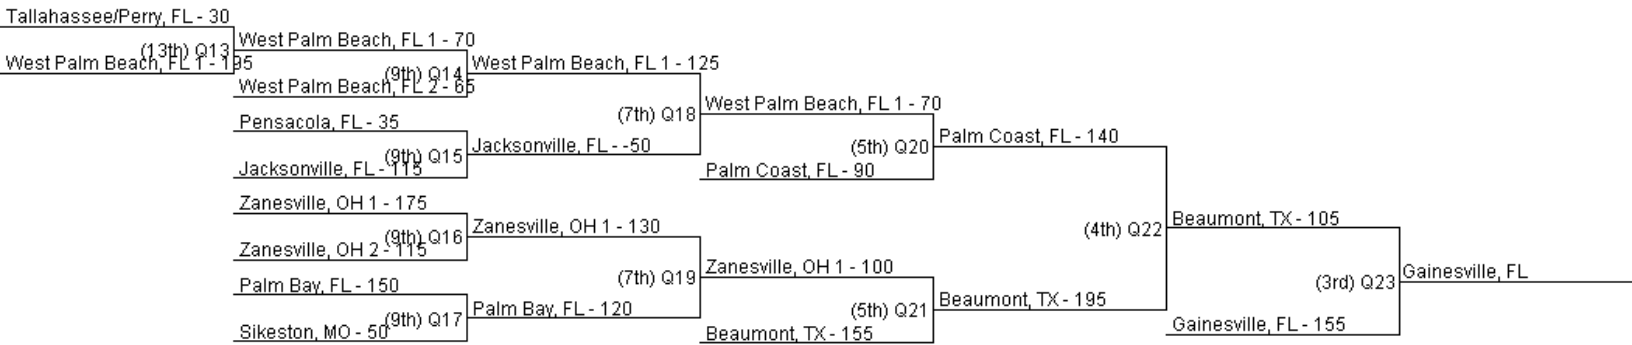 Tallahassee/Perry, FL - 30
(13th) Q13
West Palm Beach, FL 1 - 195
West Palm Beach, FL 1 - 70
(9th) Q14
West Palm Beach, FL 2 - 65
Pensacola, FL - 35
(9th) Q15
Jacksonville, FL - 115
Zanesville, OH 1 - 175
(9th) Q16
Zanesville, OH 2 - 115
Palm Bay, FL - 150
(9th) Q17
Sikeston, MO - 50
West Palm Beach, FL 1 - 125
(7th) Q18
Jacksonville, FL - -50
Zanesville, OH 1 - 130
(7th) Q19
Palm Bay, FL - 120
West Palm Beach, FL 1 - 70
(5th) Q20
Palm Coast, FL - 90
Zanesville, OH 1 - 100
(5th) Q21
Beaumont, TX - 155
Palm Coast, FL - 140
(4th) Q22
Beaumont, TX - 195
Beaumont, TX - 105
(3rd) Q23
Gainesville, FL - 155
Gainesville, FL